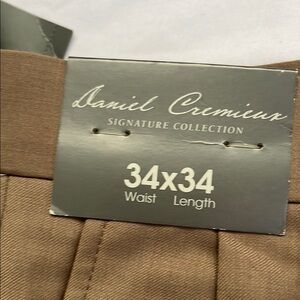 Daniel Cremieux
SIGNATURE COLLECTION
34x34
Waist Length